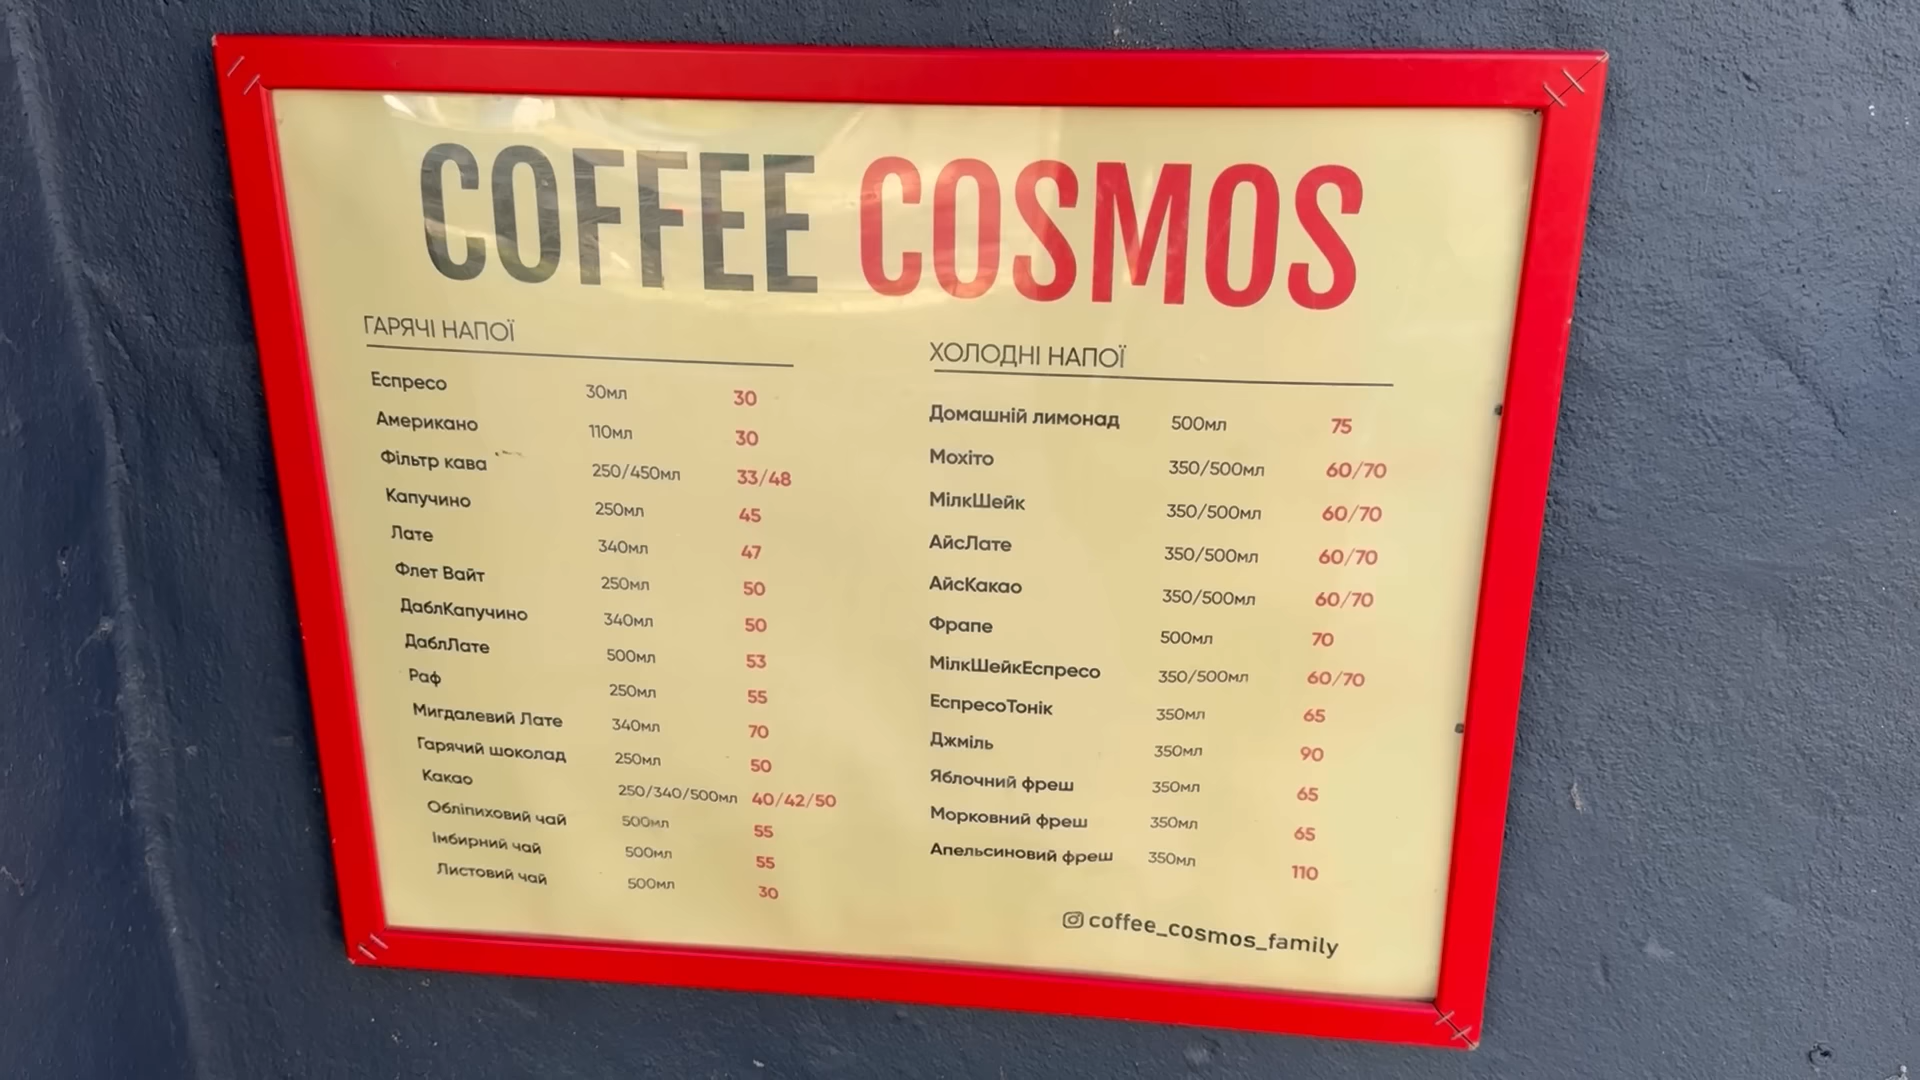 COFFEE COSMOS
ГАРЯЧІ НАПОЇ
Еспресо 30мл 30
Американо 110мл 30
Фільтр кава 250/450мл 33/48
Капучино 250мл 45
Лате 340мл 47
Флет Вайт 250мл 50
ДаблКапучино 340мл 50
ДаблЛате 500мл 53
Раф 250мл 55
Мигдалевий Лате 340мл 70
Гарячий шоколад 250мл 50
Какао 250/340/500мл 40/42/50
Обліпиховий чай 500мл 55
Імбирний чай 500мл 55
Листовий чай 500мл 30
ХОЛОДНІ НАПОЇ
Домашній лимонад 500мл 75
Мохіто 350/500мл 60/70
МілкШейк 350/500мл 60/70
АйсЛате 350/500мл 60/70
АйсКакао 350/500мл 60/70
Фрапе 500мл 70
МілкШейкЕспресо 350/500мл 60/70
ЕспресоТонік 350мл 65
Джміль 350мл 90
Яблочний фреш 350мл 65
Морковний фреш 350мл 65
Апельсиновий фреш 350мл 110
coffee_cosmos_family